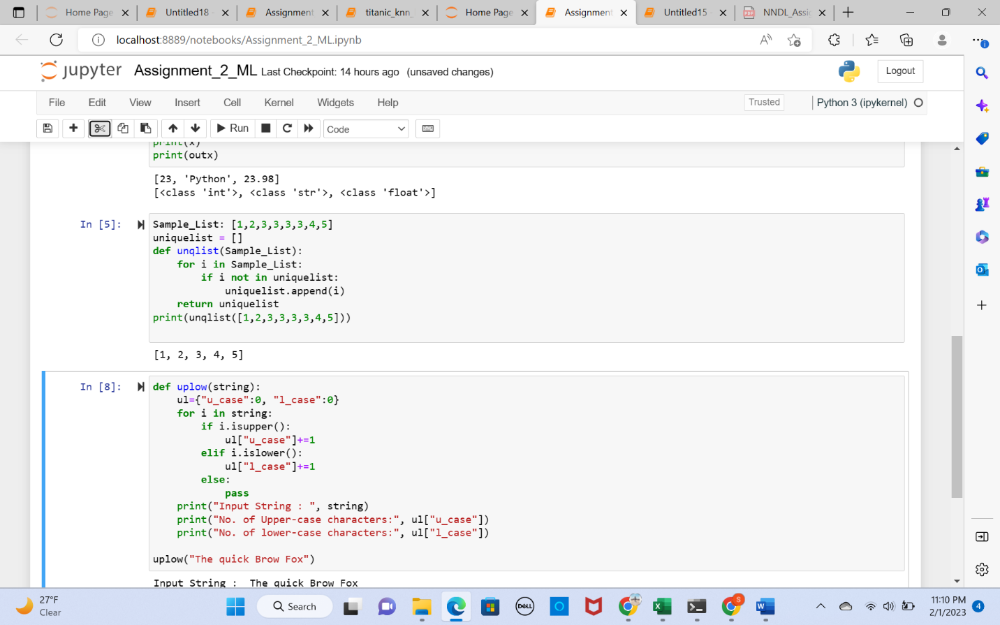 Home Page
Untitled18 -
Assignment
titanic_knn_
Home Page
Assignment
Untitled15 -
NNDL_Assig
localhost:8889/notebooks/Assignment_2_ML.ipynb
jupyter Assignment_2_ML Last Checkpoint: 14 hours ago (unsaved changes)
Logout
File Edit View Insert Cell Kernel Widgets Help
Trusted
Python 3 (ipykernel)
Run
Code
print(x)
print(outx)
[23, 'Python', 23.98]
[<class 'int'>, <class 'str'>, <class 'float'>]
In [5]:
Sample_List: [1,2,3,3,3,3,4,5]
uniquelist = []
def unqlist(Sample_List):
    for i in Sample_List:
        if i not in uniquelist:
            uniquelist.append(i)
    return uniquelist
print(unqlist([1,2,3,3,3,3,4,5]))
[1, 2, 3, 4, 5]
In [8]:
def uplow(string):
    ul={"u_case":0, "l_case":0}
    for i in string:
        if i.isupper():
            ul["u_case"]+=1
        elif i.islower():
            ul["l_case"]+=1
        else:
            pass
    print("Input String : ", string)
    print("No. of Upper-case characters:", ul["u_case"])
    print("No. of lower-case characters:", ul["l_case"])
uplow("The quick Brow Fox")
Input String :  The quick Brow Fox
27°F
Clear
Search
DELL
S
11:10 PM
2/1/2023
4